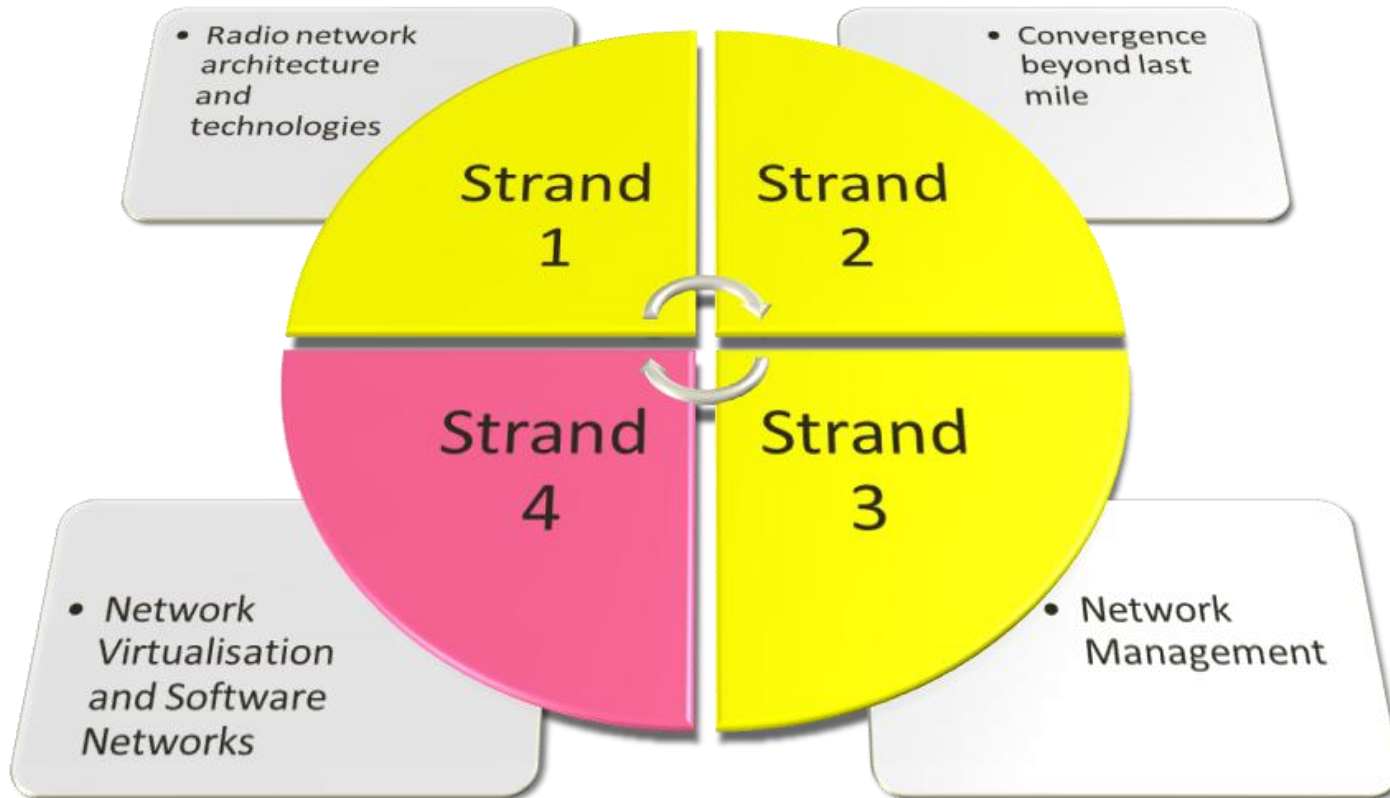 • Radio network
architecture
and
technologies
• Convergence
beyond last
mile
Strand
1
Strand
2
Strand
4
Strand
3
• Network
Virtualisation
and Software
Networks
• Network
Management